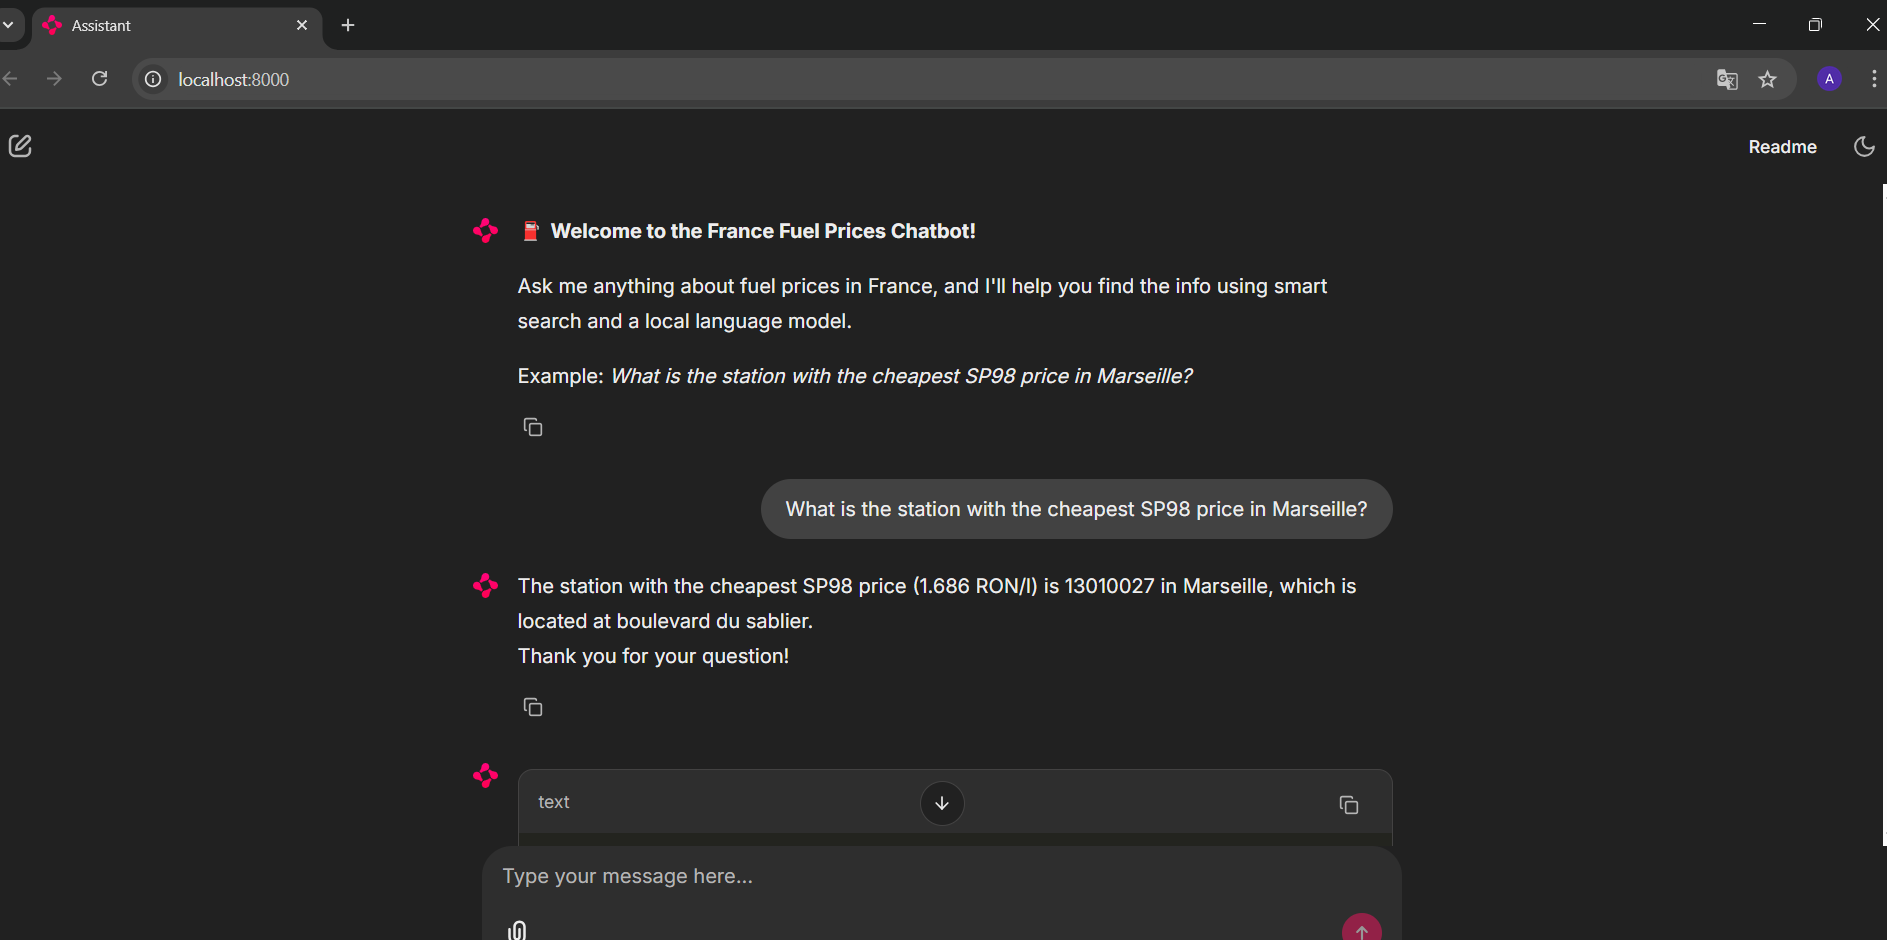 Assistant
localhost:8000
A
Readme
⛽ Welcome to the France Fuel Prices Chatbot!
Ask me anything about fuel prices in France, and I'll help you find the info using smart
search and a local language model.
Example: What is the station with the cheapest SP98 price in Marseille?
What is the station with the cheapest SP98 price in Marseille?
The station with the cheapest SP98 price (1.686 RON/l) is 13010027 in Marseille, which is
located at boulevard du sablier.
Thank you for your question!
text
Type your message here...